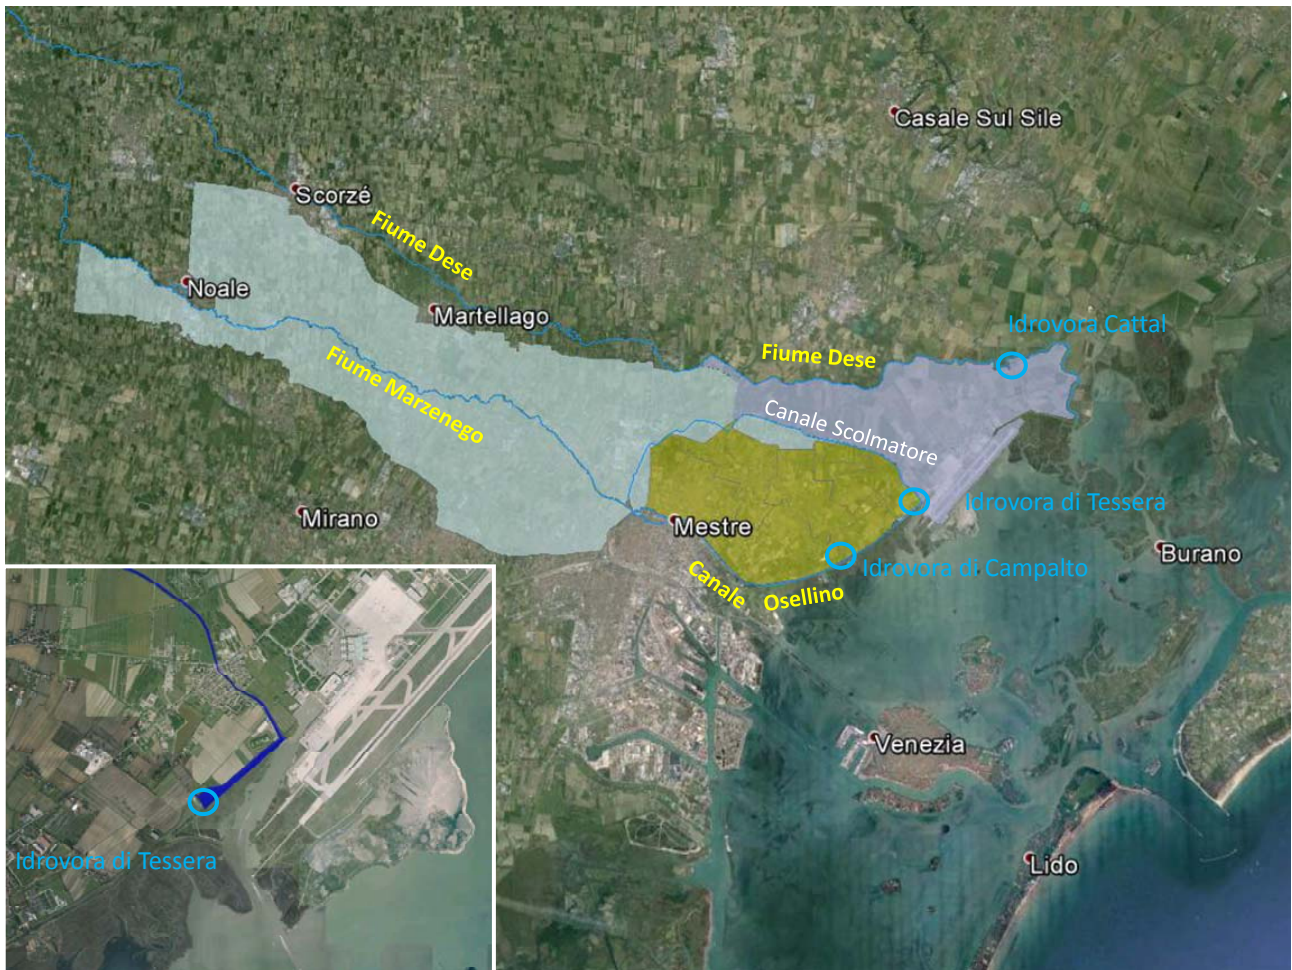 Casale Sul Sile
Scorzé
Fiume Dese
Noale
Martellago
Idrovora Cattal
Fiume Dese
Fiume Marzenego
Canale Scolmatore
Idrovora di Tessera
Mirano
Mestre
Burano
Idrovora di Campalto
Canale Osellino
Venezia
Idrovora di Tessera
Lido